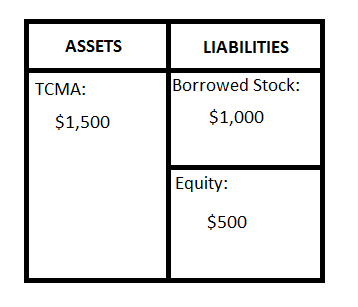 ASSETS
LIABILITIES
TCMA:
$1,500
Borrowed Stock:
$1,000
Equity:
$500